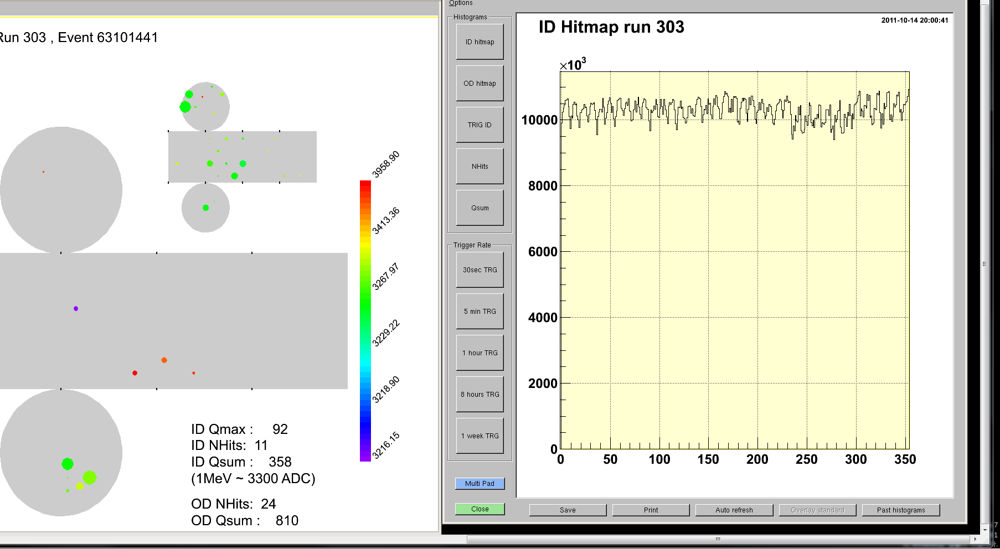 Run 303 , Event 63101441
3958.90
3413.36
3267.97
3229.22
3218.90
3216.15
ID Qmax : 92
ID NHits: 11
ID Qsum : 358
(1MeV ~ 3300 ADC)
OD NHits: 24
OD Qsum : 810
Options
Histograms
ID hitmap
OD hitmap
TRIG ID
NHits
Qsum
Trigger Rate
30sec TRG
5 min TRG
1 hour TRG
8 hours TRG
1 week TRG
Multi Pad
Close
ID Hitmap run 303
2011-10-14 20:00:41
×10³
10000
8000
6000
4000
2000
0
0 50 100 150 200 250 300 350
Save Print Auto refresh Overlay standard Past histograms
7
1